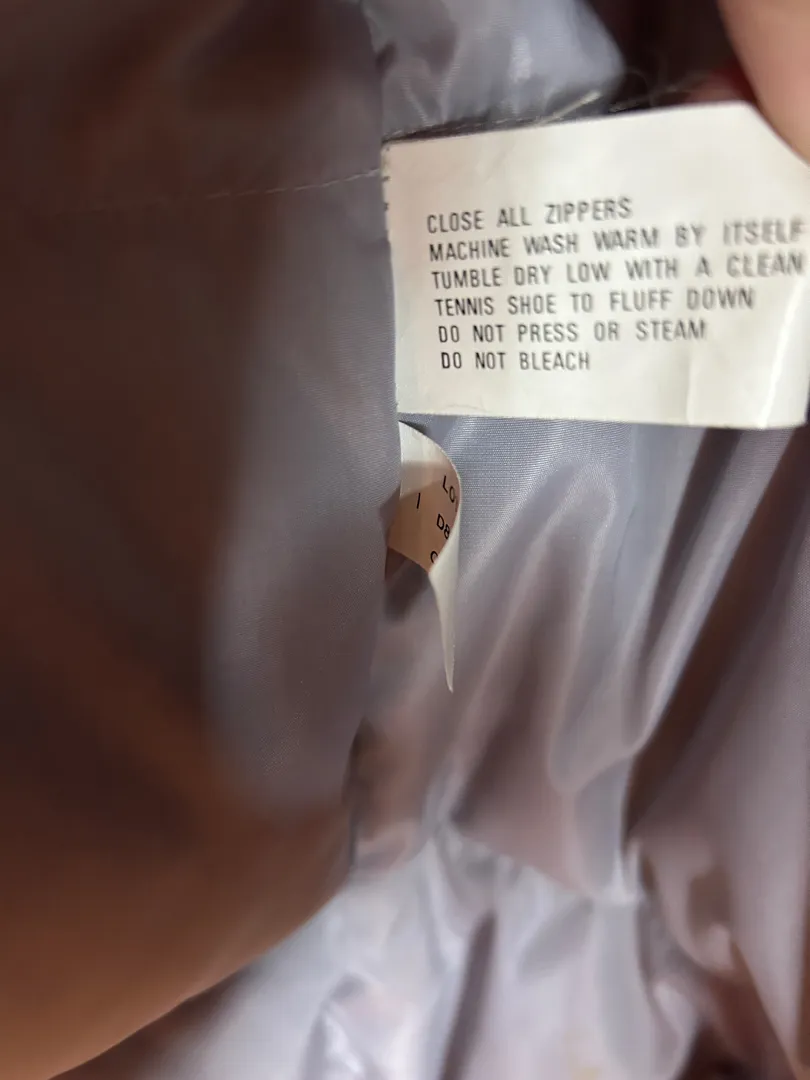 CLOSE ALL ZIPPERS
MACHINE WASH WARM BY ITSELF
TUMBLE DRY LOW WITH A CLEAN
TENNIS SHOE TO FLUFF DOWN
DO NOT PRESS OR STEAM
DO NOT BLEACH